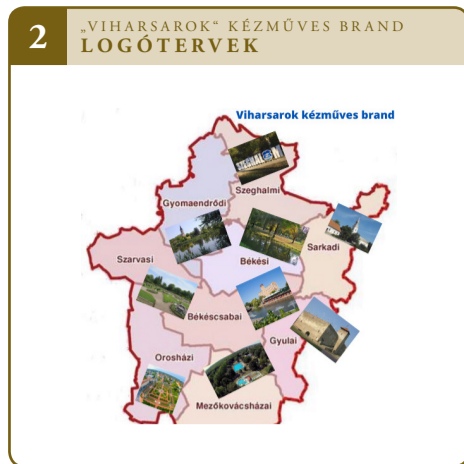 2
„VIHARSAROK“ KÉZMŰVES BRAND
LOGÓTERVEK
Viharsarok kézműves brand
Szeghalmi
Gyomaendrődi
Sarkadi
Szarvasi
Békési
Békéscsabai
Gyulai
Orosházi
Mezőkovácsházai